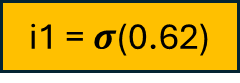 i1 = σ(0.62)